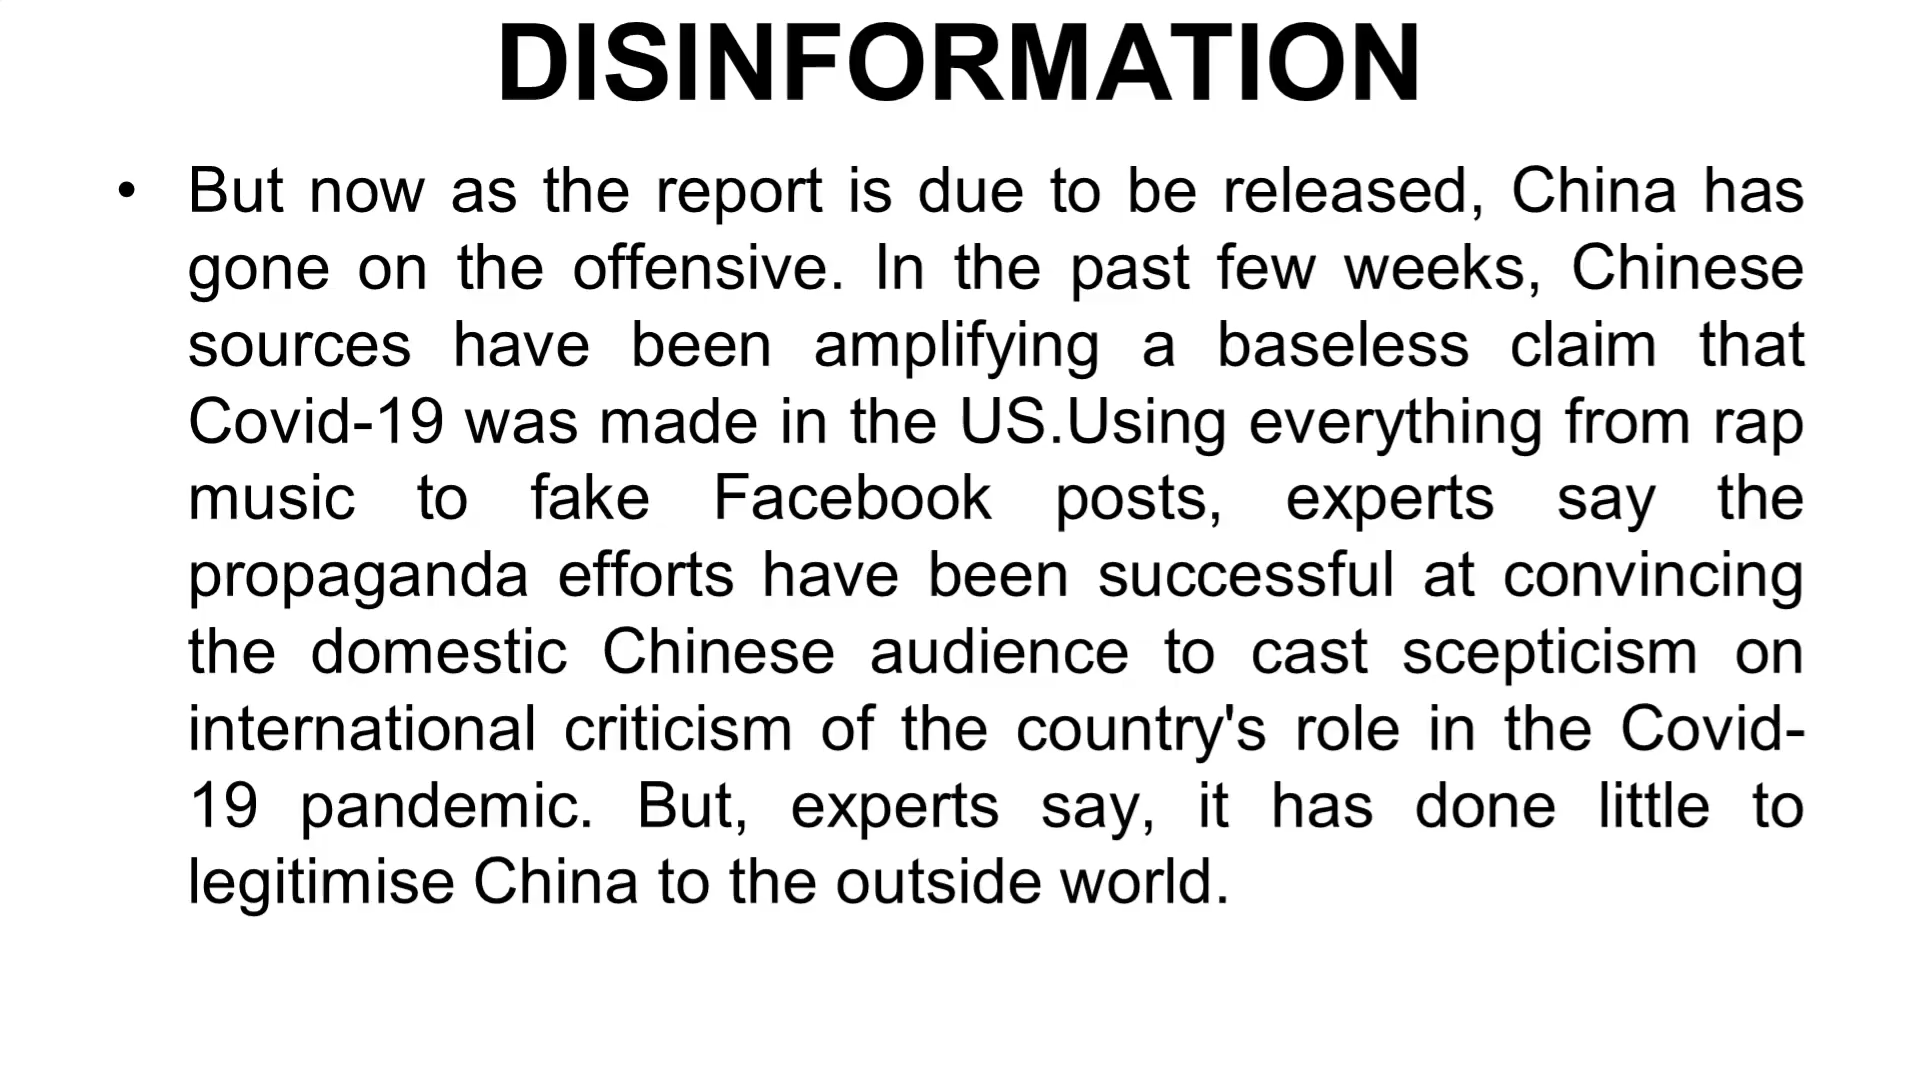 DISINFORMATION
• But now as the report is due to be released, China has
gone on the offensive. In the past few weeks, Chinese
sources have been amplifying a baseless claim that
Covid-19 was made in the US.Using everything from rap
music to fake Facebook posts, experts say the
propaganda efforts have been successful at convincing
the domestic Chinese audience to cast scepticism on
international criticism of the country's role in the Covid-
19 pandemic. But, experts say, it has done little to
legitimise China to the outside world.